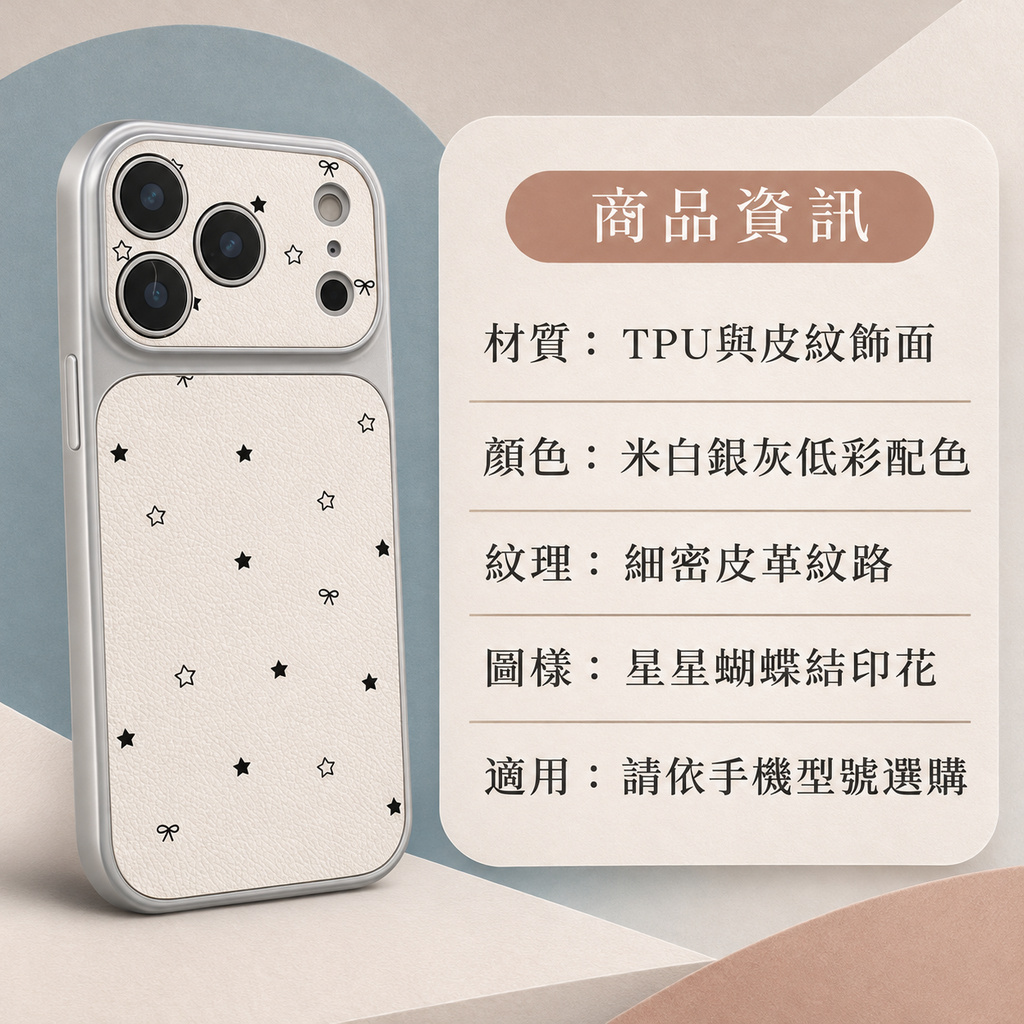 商品資訊
材質：TPU與皮紋飾面
顏色：米白銀灰低彩配色
紋理：細密皮革紋路
圖樣：星星蝴蝶結印花
適用：請依手機型號選購